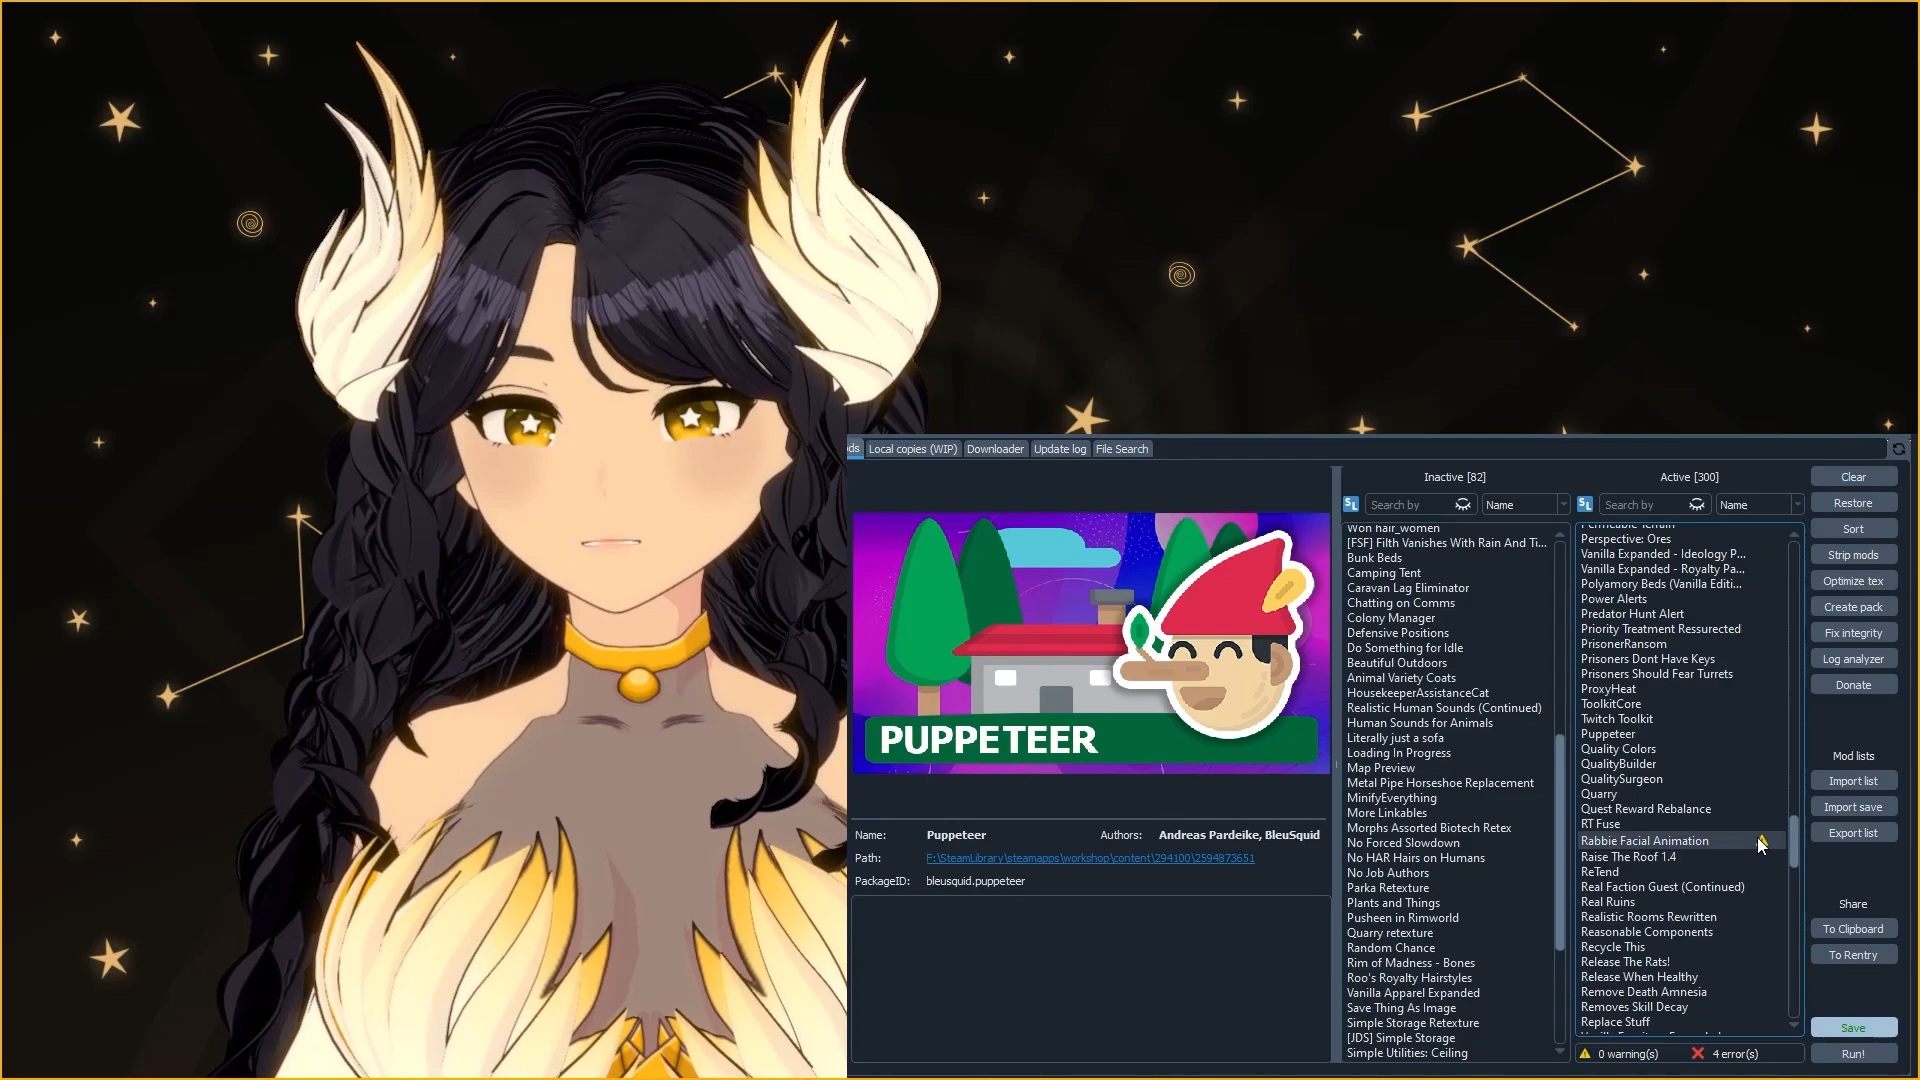 ds
Local copies (WIP)
Downloader
Update log
File Search
PUPPETEER
Name:
Puppeteer
Authors:
Andreas Pardeike, BleuSquid
Path:
F:\SteamLibrary\steamapps\workshop\content\294100\2594873651
PackageID:
bleusquid.puppeteer
Inactive [82]
SL
Search by
Name
Won hair_women
[FSF] Filth Vanishes With Rain And Ti...
Bunk Beds
Camping Tent
Caravan Lag Eliminator
Chatting on Comms
Colony Manager
Defensive Positions
Do Something for Idle
Beautiful Outdoors
Animal Variety Coats
HousekeeperAssistanceCat
Realistic Human Sounds (Continued)
Human Sounds for Animals
Literally just a sofa
Loading In Progress
Map Preview
Metal Pipe Horseshoe Replacement
MinifyEverything
More Linkables
Morphs Assorted Biotech Retex
No Forced Slowdown
No HAR Hairs on Humans
No Job Authors
Parka Retexture
Plants and Things
Pusheen in Rimworld
Quarry retexture
Random Chance
Rim of Madness - Bones
Roo's Royalty Hairstyles
Vanilla Apparel Expanded
Save Thing As Image
Simple Storage Retexture
[JDS] Simple Storage
Simple Utilities: Ceiling
Active [300]
SL
Search by
Name
Permeable Terrain
Perspective: Ores
Vanilla Expanded - Ideology P...
Vanilla Expanded - Royalty Pa...
Polyamory Beds (Vanilla Editi...
Power Alerts
Predator Hunt Alert
Priority Treatment Ressurected
PrisonerRansom
Prisoners Dont Have Keys
Prisoners Should Fear Turrets
ProxyHeat
ToolkitCore
Twitch Toolkit
Puppeteer
Quality Colors
QualityBuilder
QualitySurgeon
Quarry
Quest Reward Rebalance
RT Fuse
Rabbie Facial Animation
Raise The Roof 1.4
ReTend
Real Faction Guest (Continued)
Real Ruins
Realistic Rooms Rewritten
Reasonable Components
Recycle This
Release The Rats!
Release When Healthy
Remove Death Amnesia
Removes Skill Decay
Replace Stuff
0 warning(s)
4 error(s)
Clear
Restore
Sort
Strip mods
Optimize tex
Create pack
Fix integrity
Log analyzer
Donate
Mod lists
Import list
Import save
Export list
Share
To Clipboard
To Rentry
Save
Run!